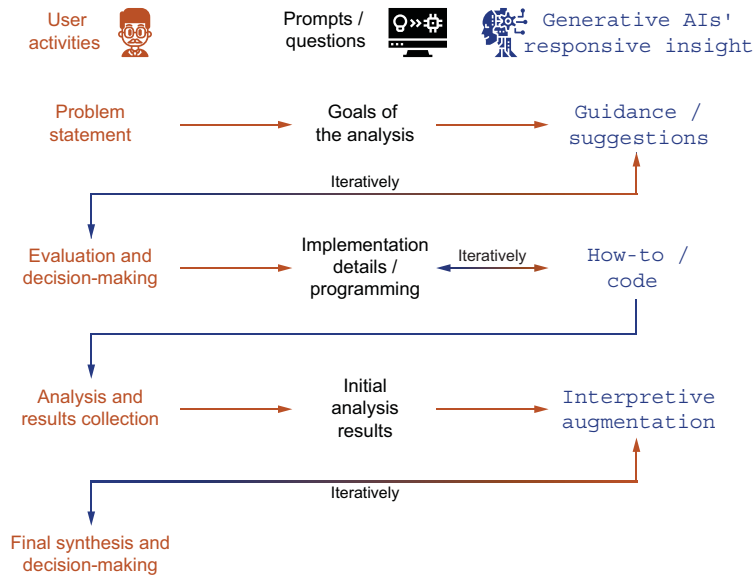 User
activities
Prompts /
questions
Generative AIs'
responsive insight
Problem
statement
Goals of
the analysis
Guidance /
suggestions
Iteratively
Evaluation and
decision-making
Implementation
details /
programming
Iteratively
How-to /
code
Analysis and
results collection
Initial
analysis
results
Interpretive
augmentation
Iteratively
Final synthesis and
decision-making